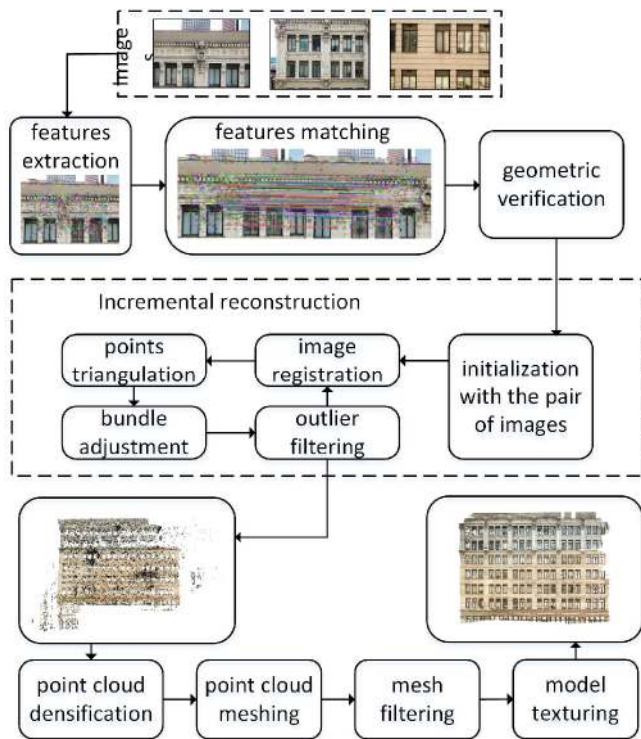 Image
s
features
extraction
features matching
geometric
verification
Incremental reconstruction
points
triangulation
image
registration
initialization
with the pair
of images
bundle
adjustment
outlier
filtering
point cloud
densification
point cloud
meshing
mesh
filtering
model
texturing